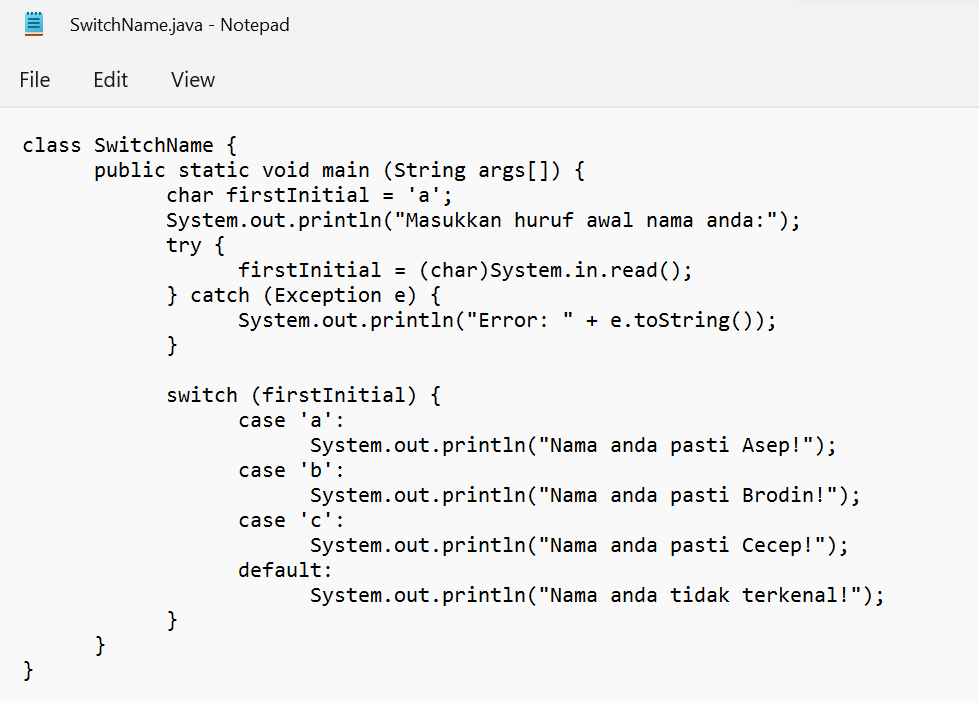 SwitchName.java - Notepad
File Edit View
class SwitchName {
public static void main (String args[]) {
char firstInitial = 'a';
System.out.println("Masukkan huruf awal nama anda:");
try {
firstInitial = (char)System.in.read();
} catch (Exception e) {
System.out.println("Error: " + e.toString());
}
switch (firstInitial) {
case 'a':
System.out.println("Nama anda pasti Asep!");
case 'b':
System.out.println("Nama anda pasti Brodin!");
case 'c':
System.out.println("Nama anda pasti Cecep!");
default:
System.out.println("Nama anda tidak terkenal!");
}
}
}